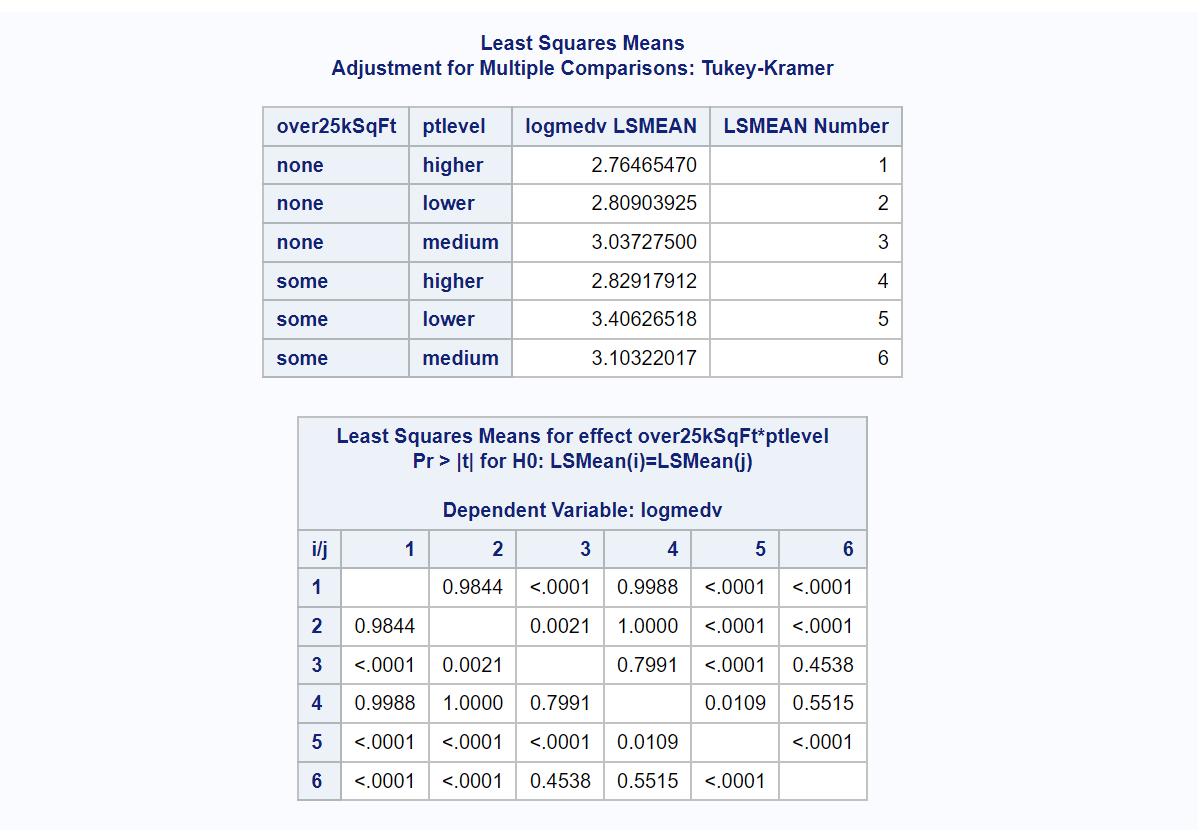 Least Squares Means
Adjustment for Multiple Comparisons: Tukey-Kramer
over25kSqFt ptlevel logmedv LSMEAN LSMEAN Number
none higher 2.76465470 1
none lower 2.80903925 2
none medium 3.03727500 3
some higher 2.82917912 4
some lower 3.40626518 5
some medium 3.10322017 6
Least Squares Means for effect over25kSqFt*ptlevel
Pr > |t| for H0: LSMean(i)=LSMean(j)
Dependent Variable: logmedv
i/j 1 2 3 4 5 6
1 0.9844 <.0001 0.9988 <.0001 <.0001
2 0.9844 0.0021 1.0000 <.0001 <.0001
3 <.0001 0.0021 0.7991 <.0001 0.4538
4 0.9988 1.0000 0.7991 0.0109 0.5515
5 <.0001 <.0001 <.0001 0.0109 <.0001
6 <.0001 <.0001 0.4538 0.5515 <.0001